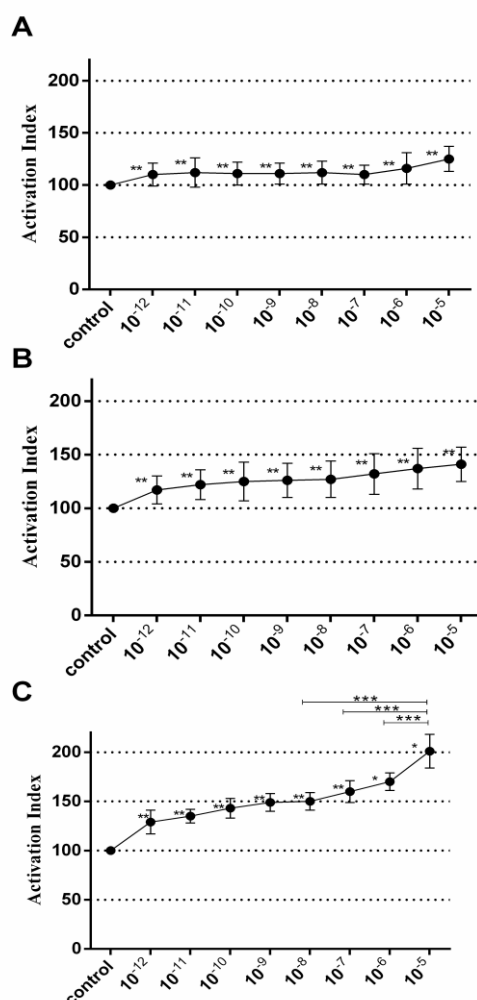 A
Activation Index
200
150
100
50
0
control 10⁻¹² 10⁻¹¹ 10⁻¹⁰ 10⁻⁹ 10⁻⁸ 10⁻⁷ 10⁻⁶ 10⁻⁵
** ** ** ** ** ** ** **
B
Activation Index
200
150
100
50
0
control 10⁻¹² 10⁻¹¹ 10⁻¹⁰ 10⁻⁹ 10⁻⁸ 10⁻⁷ 10⁻⁶ 10⁻⁵
** ** ** ** ** ** ** **
C
***
***
***
Activation Index
200
150
100
50
0
** ** ** ** ** ** * *
control 10⁻¹² 10⁻¹¹ 10⁻¹⁰ 10⁻⁹ 10⁻⁸ 10⁻⁷ 10⁻⁶ 10⁻⁵